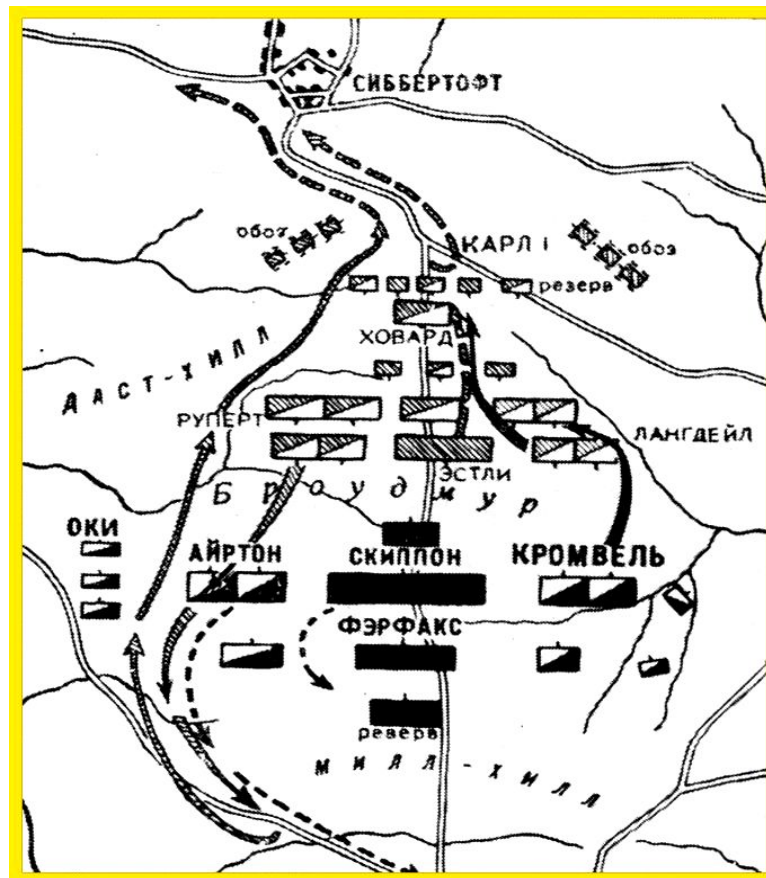 СИББЕРТОФТ
обоз
КАРЛ I
обоз
резерв
ХОВАРД
ДАСТ-ХИЛЛ
РУПЕРТ
ЛАНГДЕЙЛ
ЭСТЛИ
Броудмур
ОКИ
АЙРТОН
СКИППОН
КРОМВЕЛЬ
ФЭРФАКС
резерв
МИЛЛ-ХИЛЛ